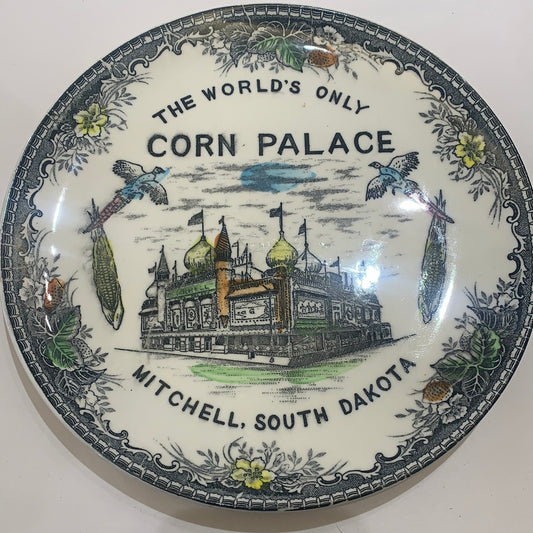 THE WORLD'S ONLY
CORN PALACE
MITCHELL, SOUTH DAKOTA